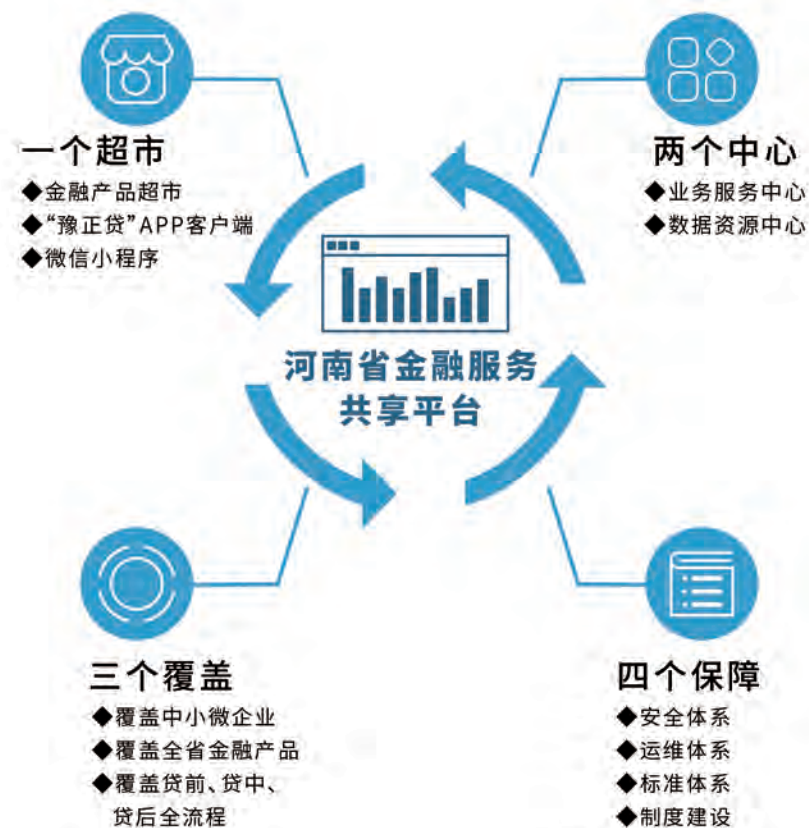 一个超市
◆金融产品超市
◆“豫正贷”APP客户端
◆微信小程序
两个中心
◆业务服务中心
◆数据资源中心
河南省金融服务
共享平台
三个覆盖
◆覆盖中小微企业
◆覆盖全省金融产品
◆覆盖贷前、贷中、
贷后全流程
四个保障
◆安全体系
◆运维体系
◆标准体系
◆制度建设